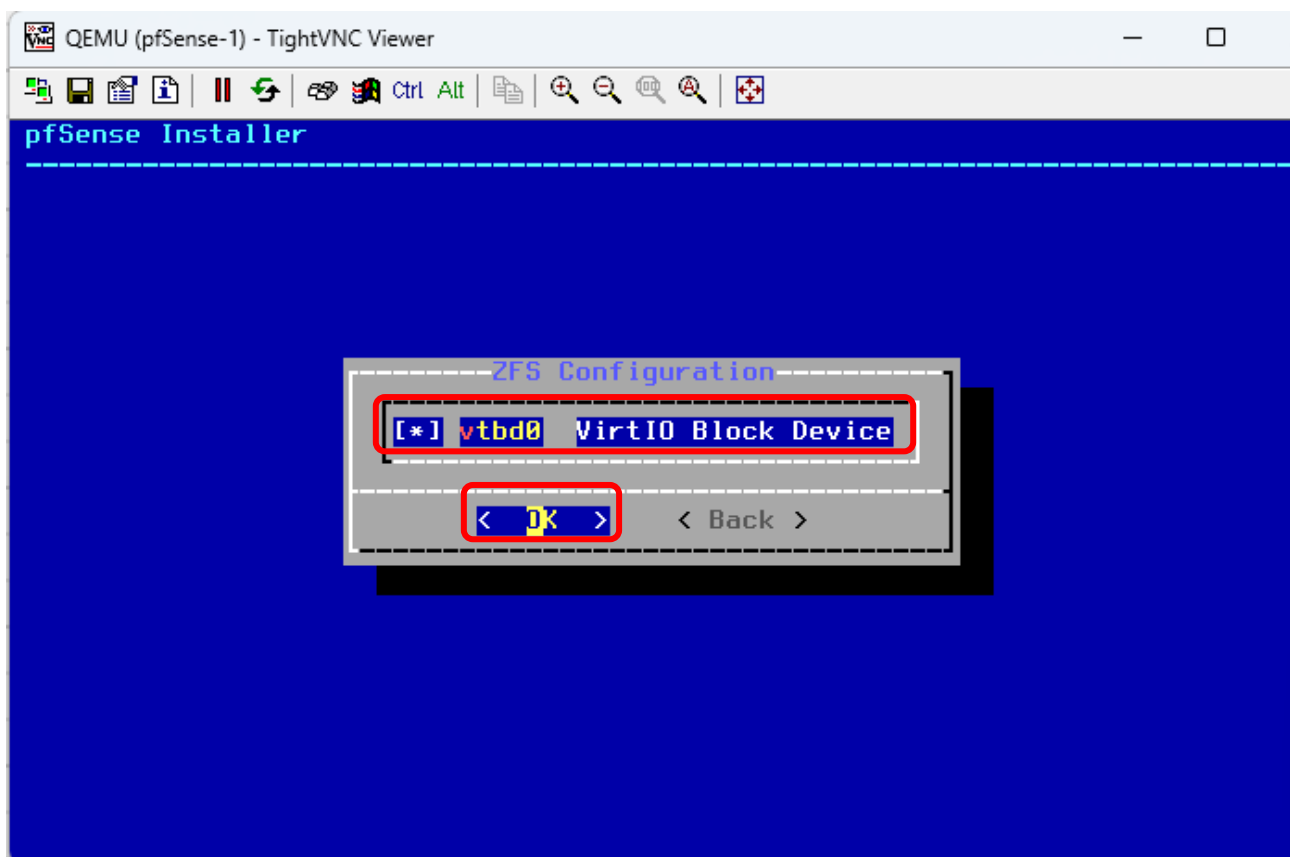 QEMU (pfSense-1) - TightVNC Viewer
Ctrl Alt
pfSense Installer
ZFS Configuration
[*] vtbd0 VirtIO Block Device
< OK > < Back >